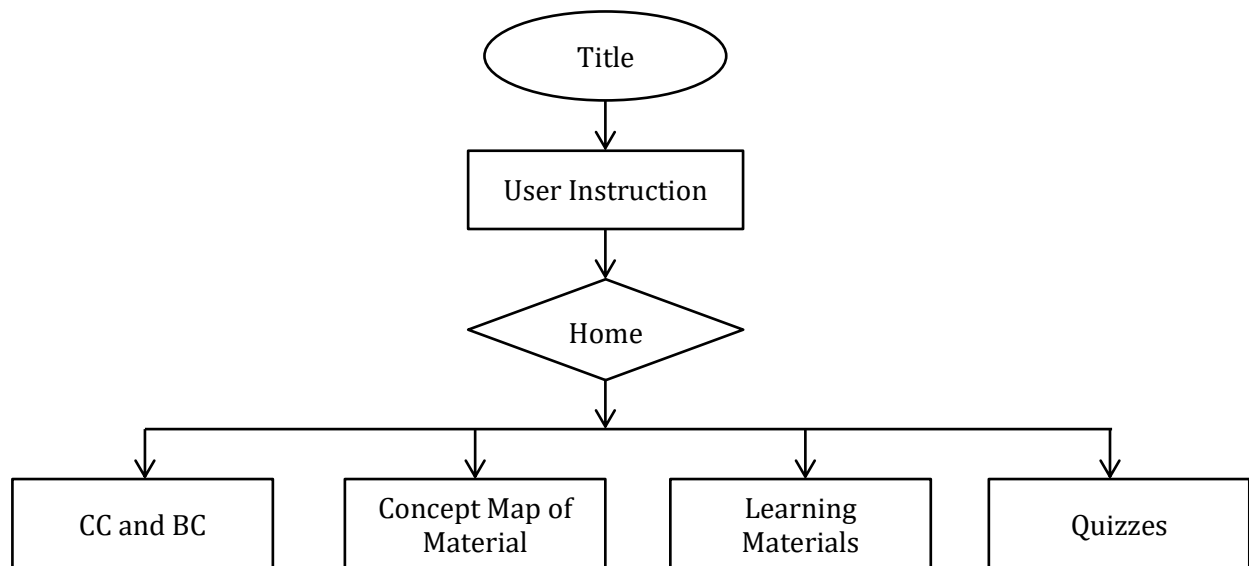 Title
User Instruction
Home
CC and BC
Concept Map of
Material
Learning
Materials
Quizzes